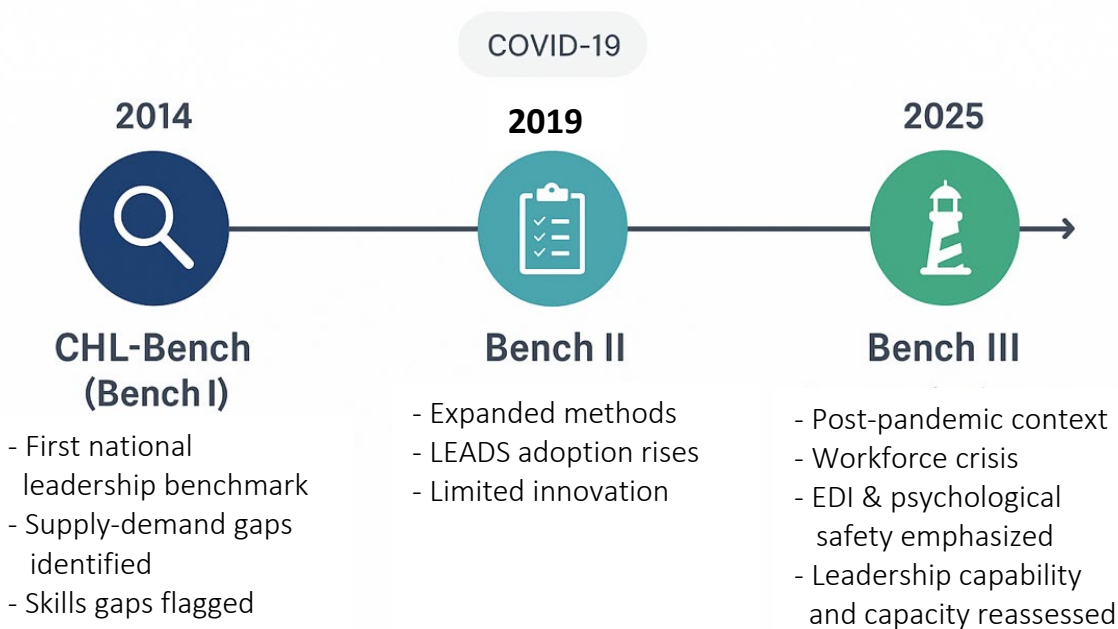 COVID-19
2014
2019
2025
CHL-Bench
(Bench I)
- First national
leadership benchmark
- Supply-demand gaps
identified
- Skills gaps flagged
Bench II
- Expanded methods
- LEADS adoption rises
- Limited innovation
Bench III
- Post-pandemic context
- Workforce crisis
- EDI & psychological
safety emphasized
- Leadership capability
and capacity reassessed